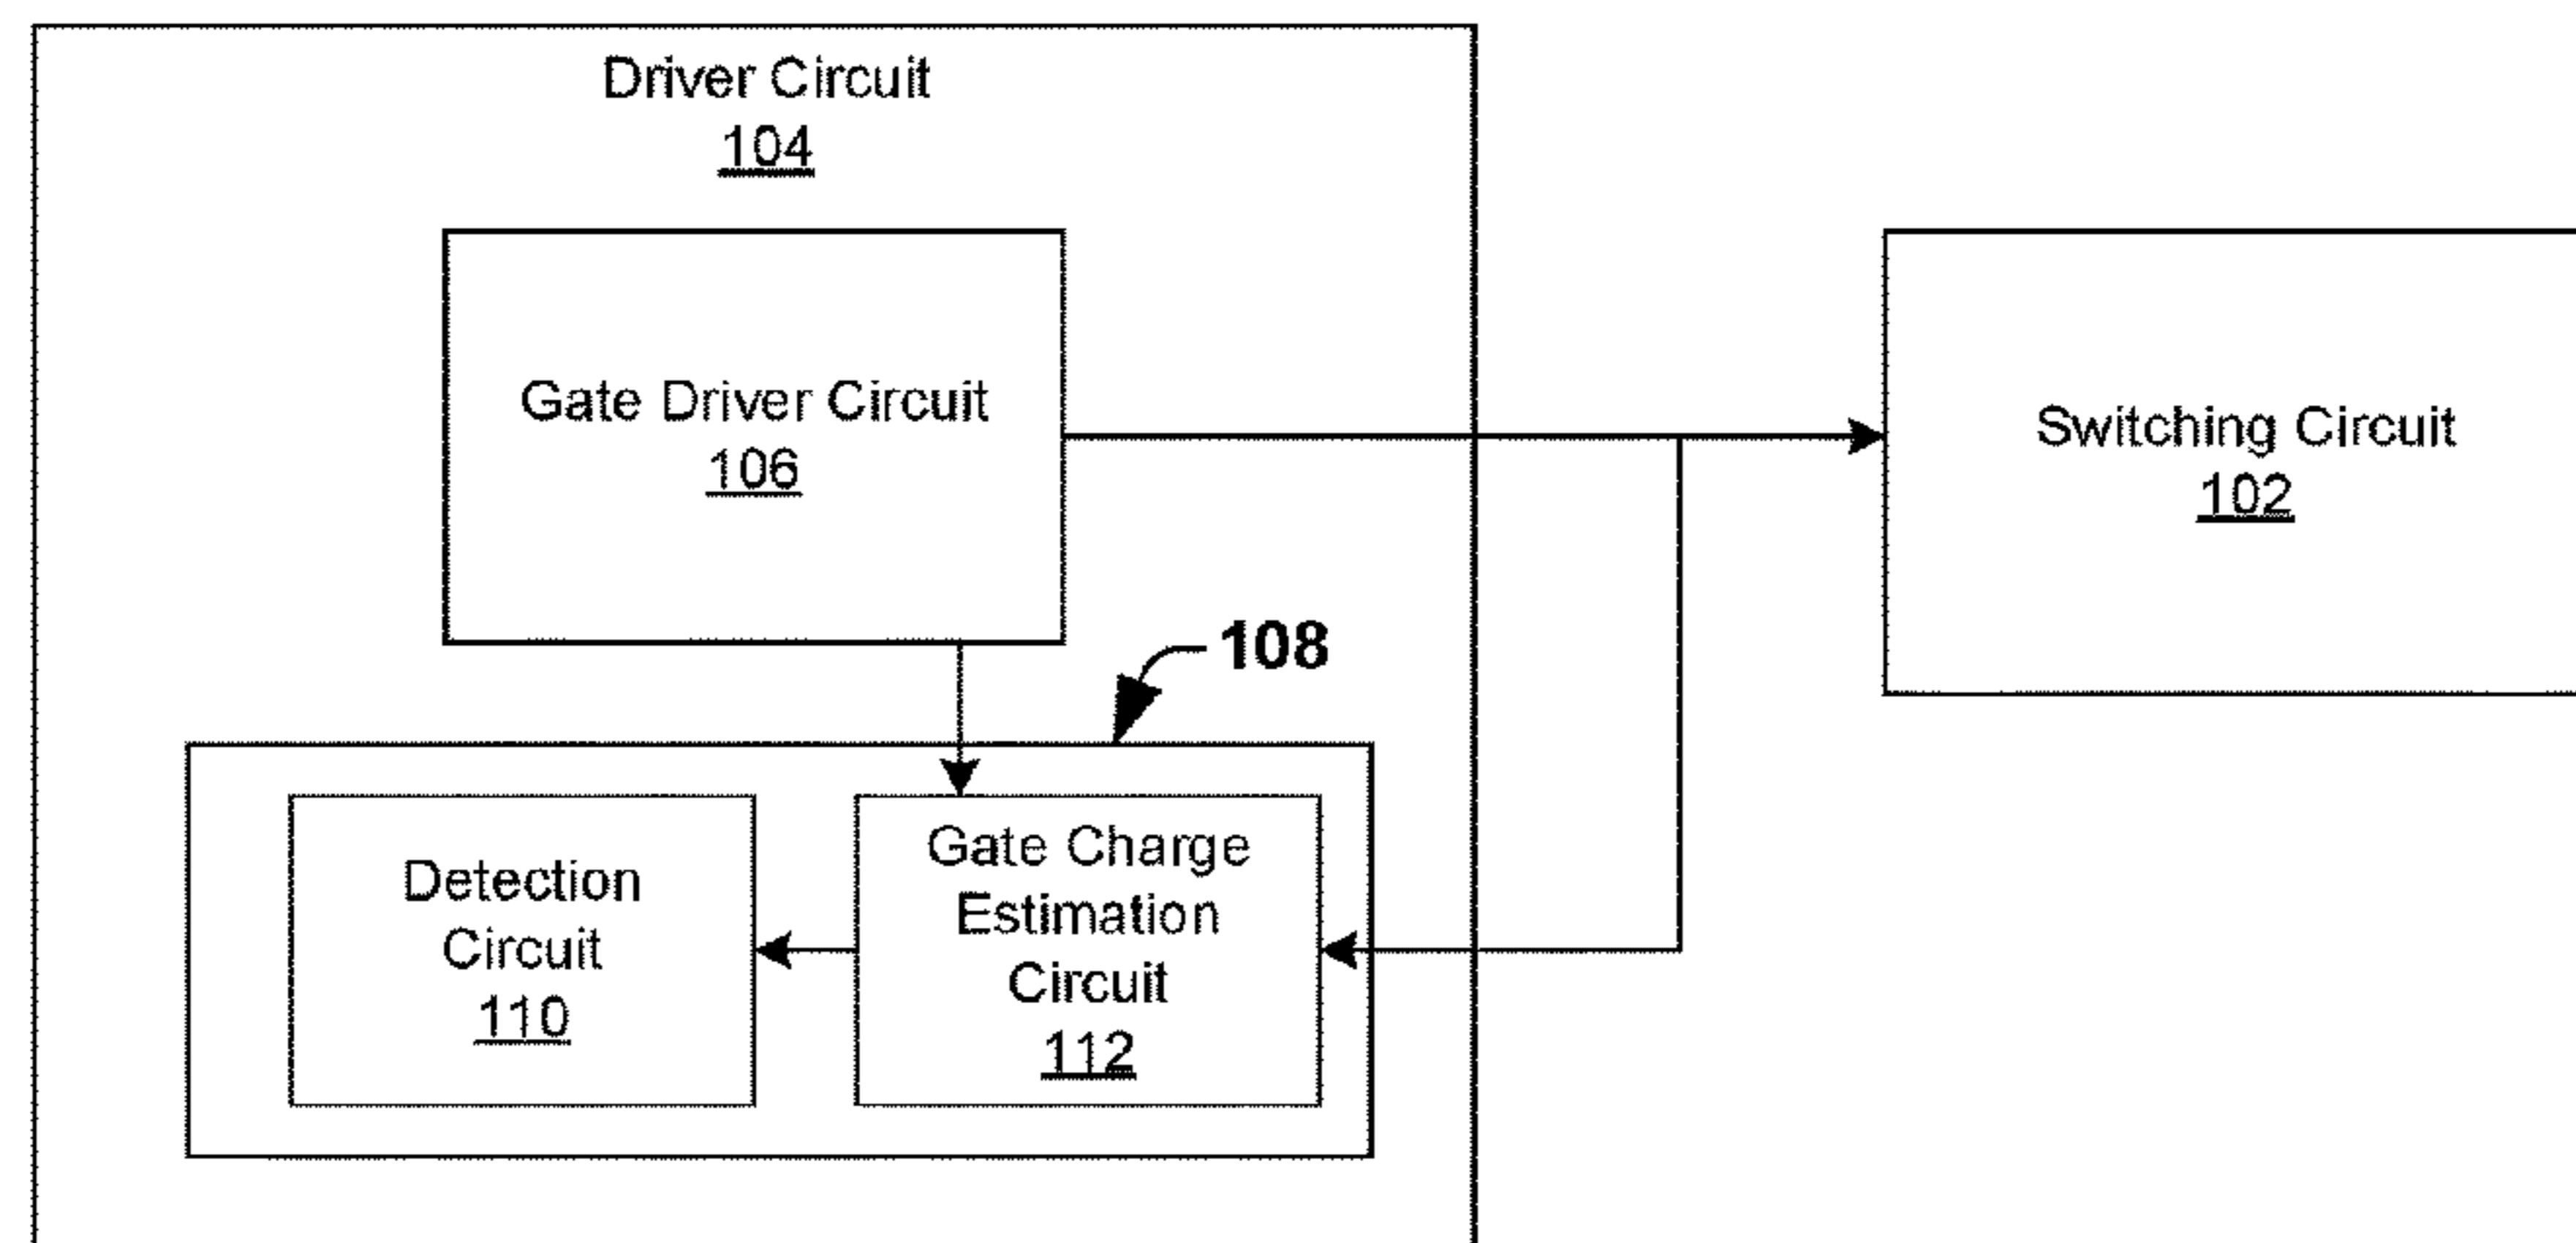 Driver Circuit
104
Gate Driver Circuit
106
Switching Circuit
102
108
Detection
Circuit
110
Gate Charge
Estimation
Circuit
112